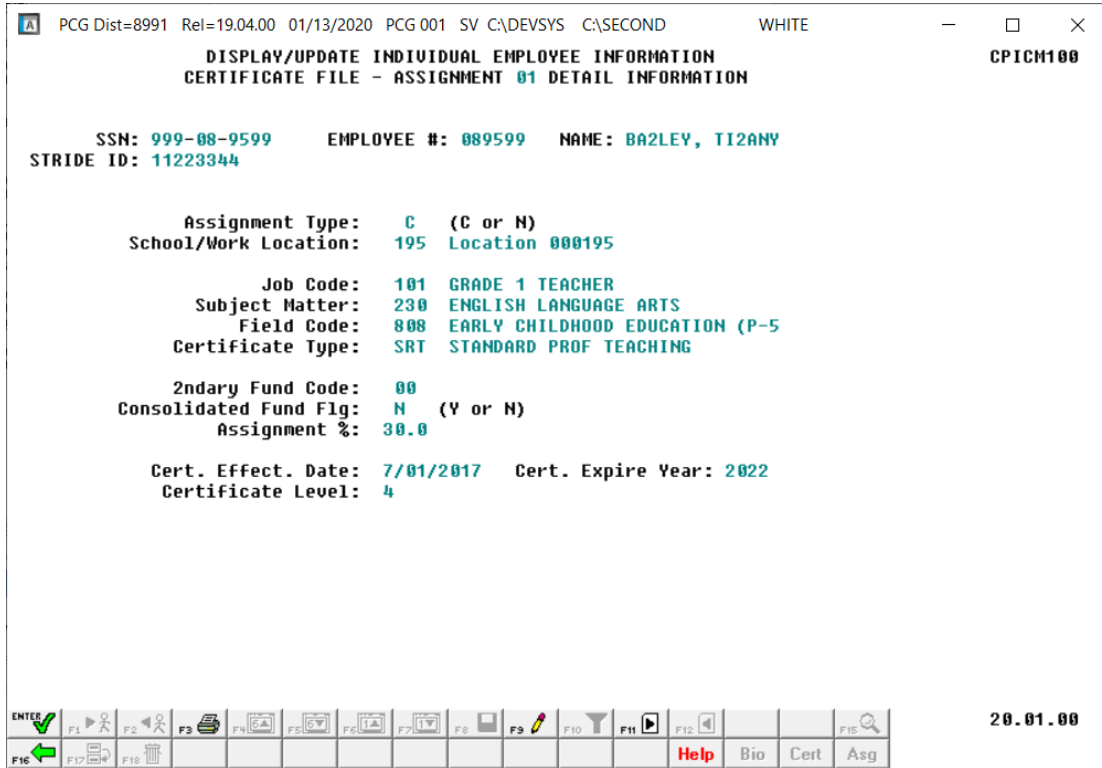 A PCG Dist=8991 Rel=19.04.00 01/13/2020 PCG 001 SV C:\DEVSYS C:\SECOND WHITE
DISPLAY/UPDATE INDIVIDUAL EMPLOYEE INFORMATION CPICM100
CERTIFICATE FILE - ASSIGNMENT 01 DETAIL INFORMATION
SSN: 999-08-9599 EMPLOYEE #: 089599 NAME: BA2LEY, TI2ANY
STRIDE ID: 11223344
Assignment Type: C (C or N)
School/Work Location: 195 Location 000195
Job Code: 101 GRADE 1 TEACHER
Subject Matter: 230 ENGLISH LANGUAGE ARTS
Field Code: 808 EARLY CHILDHOOD EDUCATION (P-5
Certificate Type: SRT STANDARD PROF TEACHING
2ndary Fund Code: 00
Consolidated Fund Flg: N (Y or N)
Assignment %: 30.0
Cert. Effect. Date: 7/01/2017 Cert. Expire Year: 2022
Certificate Level: 4
ENTER F1 F2 F3 F4 F5 F6 F7 F8 F9 F10 F11 F12 F15 20.01.00
F16 F17 F18 Help Bio Cert Asg